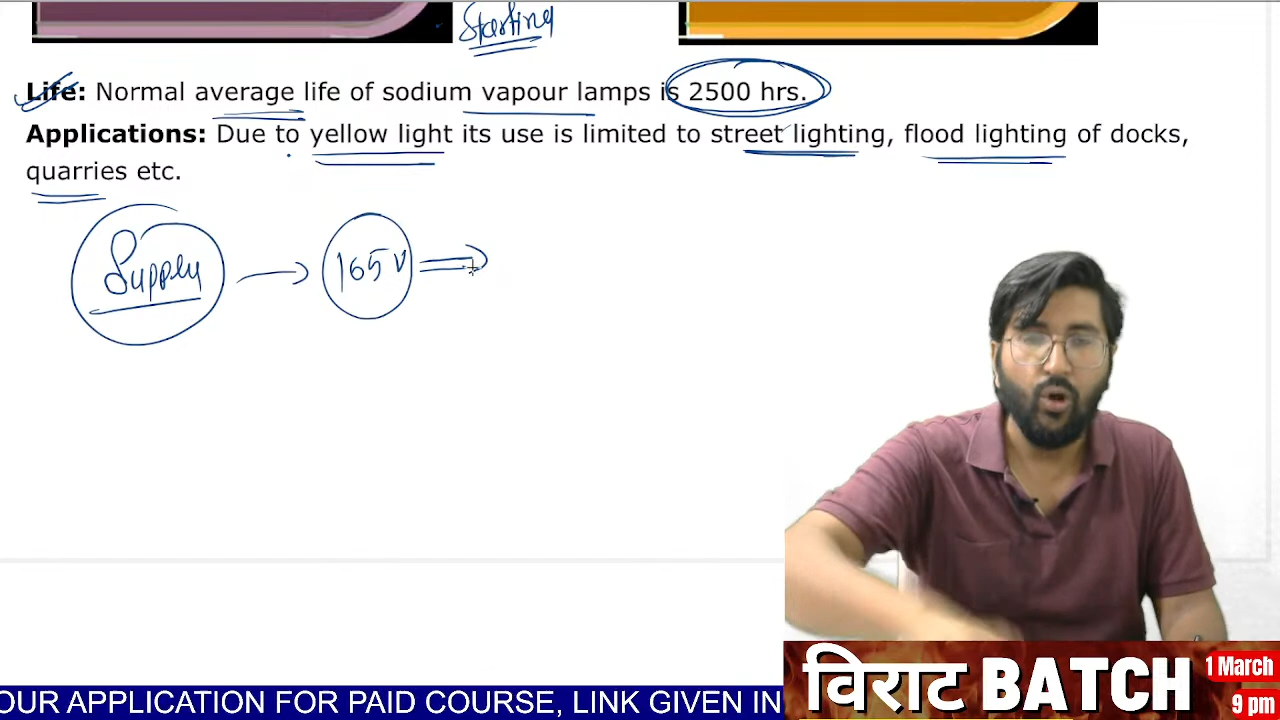 Starting
Life: Normal average life of sodium vapour lamps is 2500 hrs.
Applications: Due to yellow light its use is limited to street lighting, flood lighting of docks,
quarries etc.
Supply → 165 V ⇒
विराट BATCH
1 March
9 pm
OUR APPLICATION FOR PAID COURSE, LINK GIVEN IN